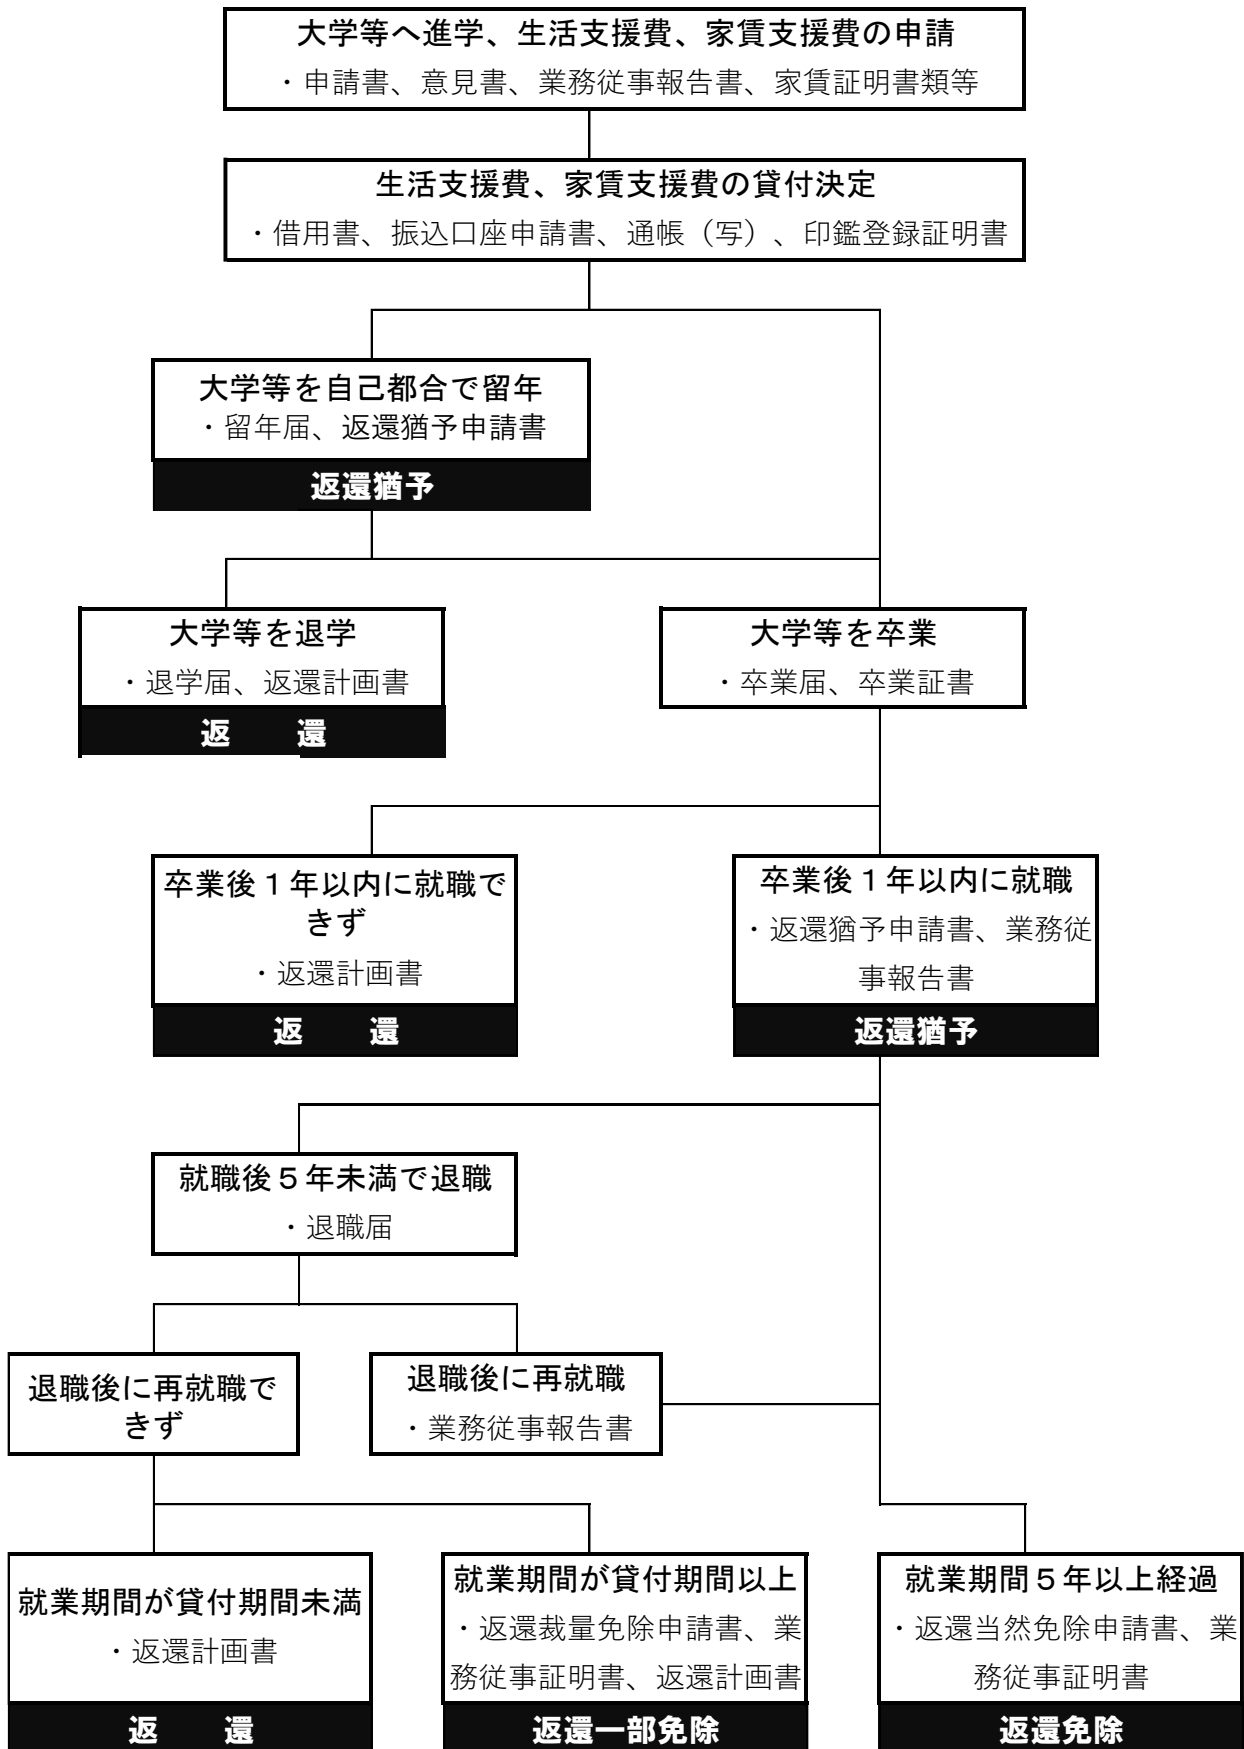 大学等へ進学、生活支援費、家賃支援費の申請
・申請書、意見書、業務従事報告書、家賃証明書類等
生活支援費、家賃支援費の貸付決定
・借用書、振込口座申請書、通帳（写）、印鑑登録証明書
大学等を自己都合で留年
・留年届、返還猶予申請書
返還猶予
大学等を退学
・退学届、返還計画書
返　　還
大学等を卒業
・卒業届、卒業証書
卒業後１年以内に就職で
きず
・返還計画書
返　　還
卒業後１年以内に就職
・返還猶予申請書、業務従
事報告書
返還猶予
就職後５年未満で退職
・退職届
退職後に再就職で
きず
退職後に再就職
・業務従事報告書
就業期間が貸付期間未満
・返還計画書
返　　還
就業期間が貸付期間以上
・返還裁量免除申請書、業
務従事証明書、返還計画書
返還一部免除
就業期間５年以上経過
・返還当然免除申請書、業
務従事証明書
返還免除